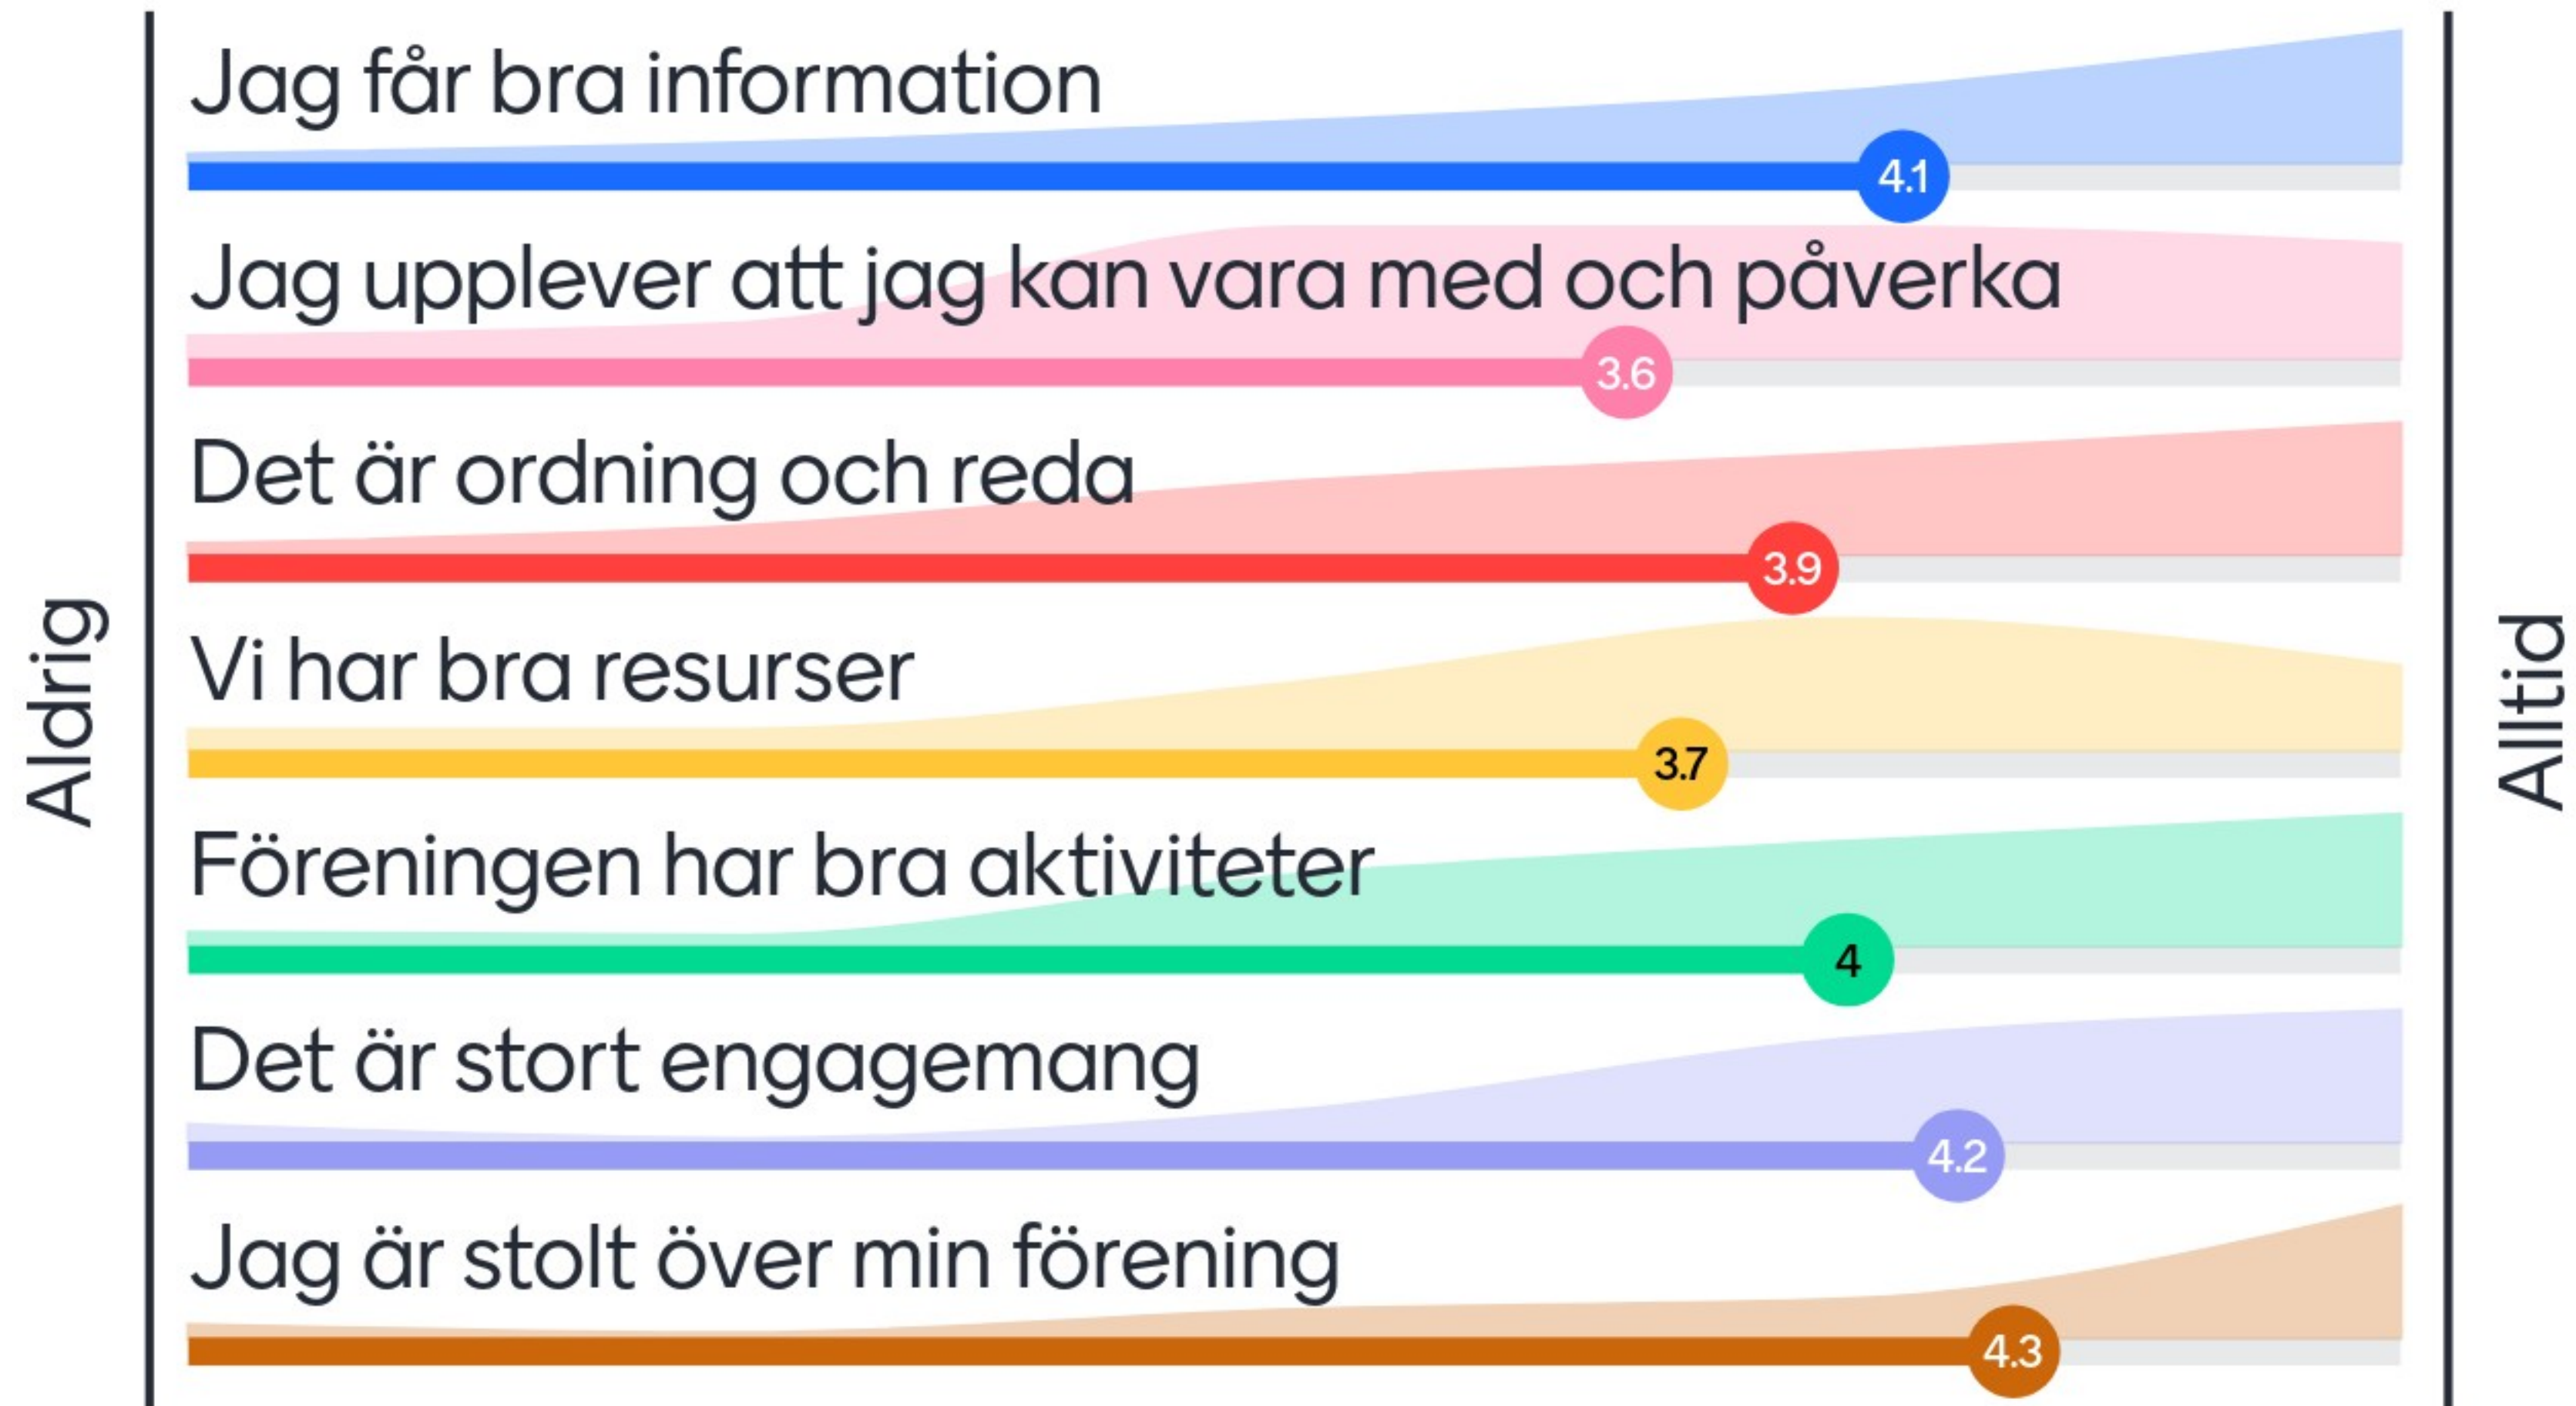 Jag får bra information
4.1
Jag upplever att jag kan vara med och påverka
3.6
Det är ordning och reda
3.9
Vi har bra resurser
3.7
Föreningen har bra aktiviteter
4
Det är stort engagemang
4.2
Jag är stolt över min förening
4.3
Aldrig
Alltid